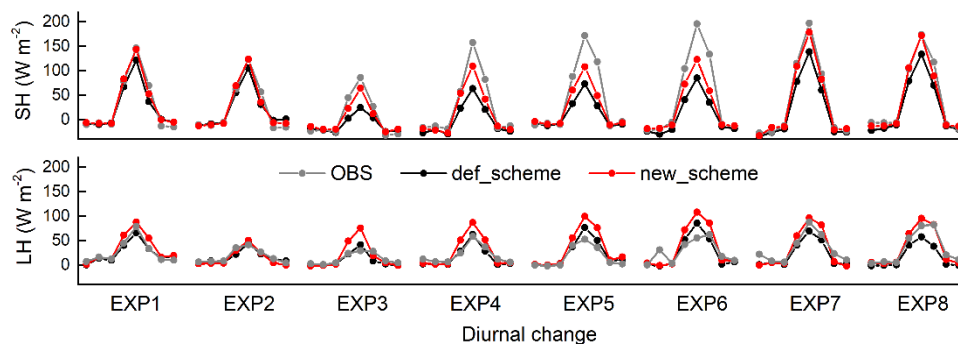 SH (W m-2)
200
150
100
50
0
LH (W m-2)
200
150
100
50
0
OBS def_scheme new_scheme
EXP1 EXP2 EXP3 EXP4 EXP5 EXP6 EXP7 EXP8
Diurnal change